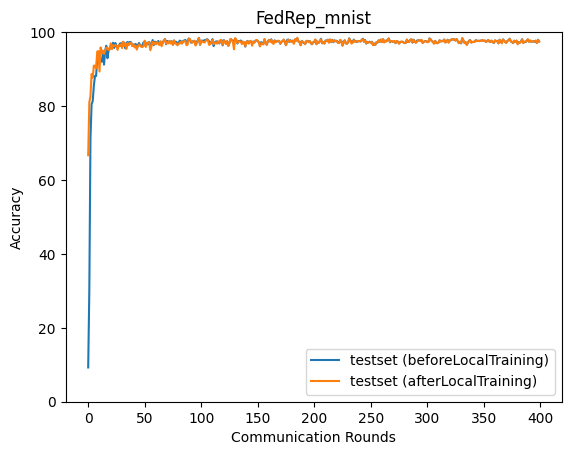 FedRep_mnist
Accuracy
100
80
60
40
20
0
0 50 100 150 200 250 300 350 400
Communication Rounds
testset (beforeLocalTraining)
testset (afterLocalTraining)